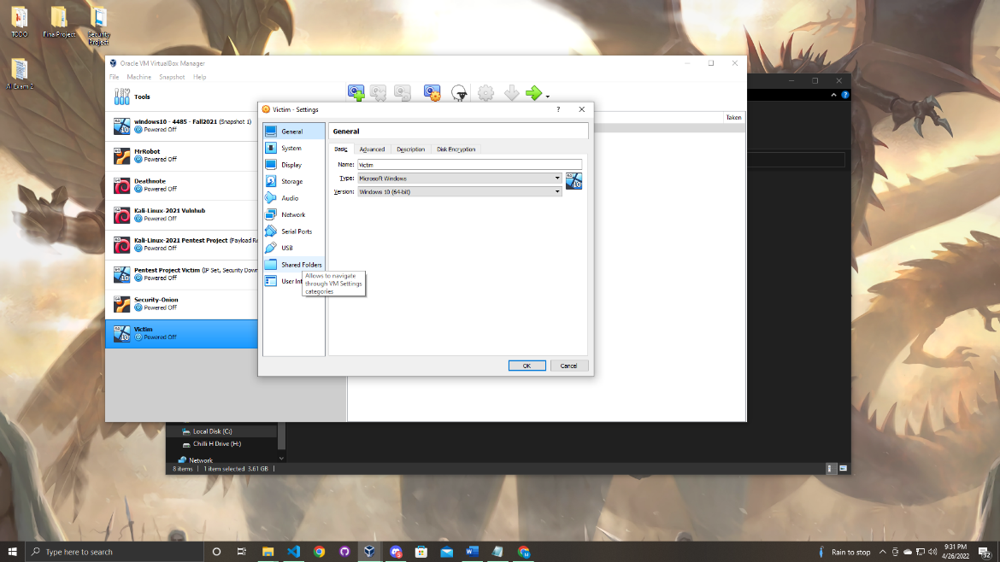 TODO
FinalProject
Security
Project
AI Exam 2
Oracle VM VirtualBox Manager
File Machine Snapshot Help
Tools
Taken
windows10 - 4485 - Fall2021 (Snapshot 1)
Powered Off
MrRobot
Powered Off
Deathnote
Powered Off
Kali-Linux-2021 Vulnhub
Powered Off
Kali-Linux-2021 Pentest Project (Payload Re
Powered Off
Pentest Project Victim (IP Set, Security Down
Powered Off
Security-Onion
Powered Off
Victim
Powered Off
Victim - Settings
General
System
Display
Storage
Audio
Network
Serial Ports
USB
Shared Folders
User Int
Allows to navigate
through VM Settings
categories
General
Basic Advanced Description Disk Encryption
Name: Victim
Type: Microsoft Windows
Version: Windows 10 (64-bit)
OK Cancel
Local Disk (C:)
Chilli H Drive (H:)
Network
8 items 1 item selected 3.61 GB
Type here to search
Rain to stop
9:31 PM
4/26/2022
32